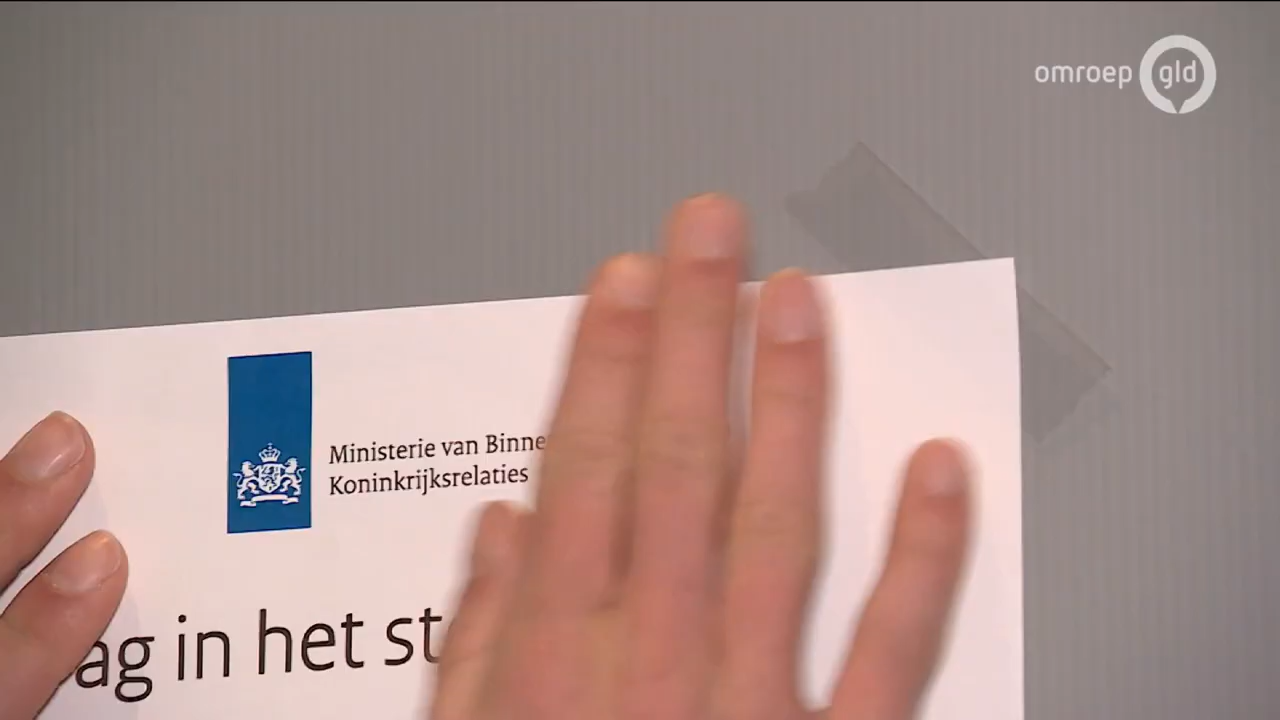 omroep gld
Ministerie van Binne
Koninkrijksrelaties
ag in het st